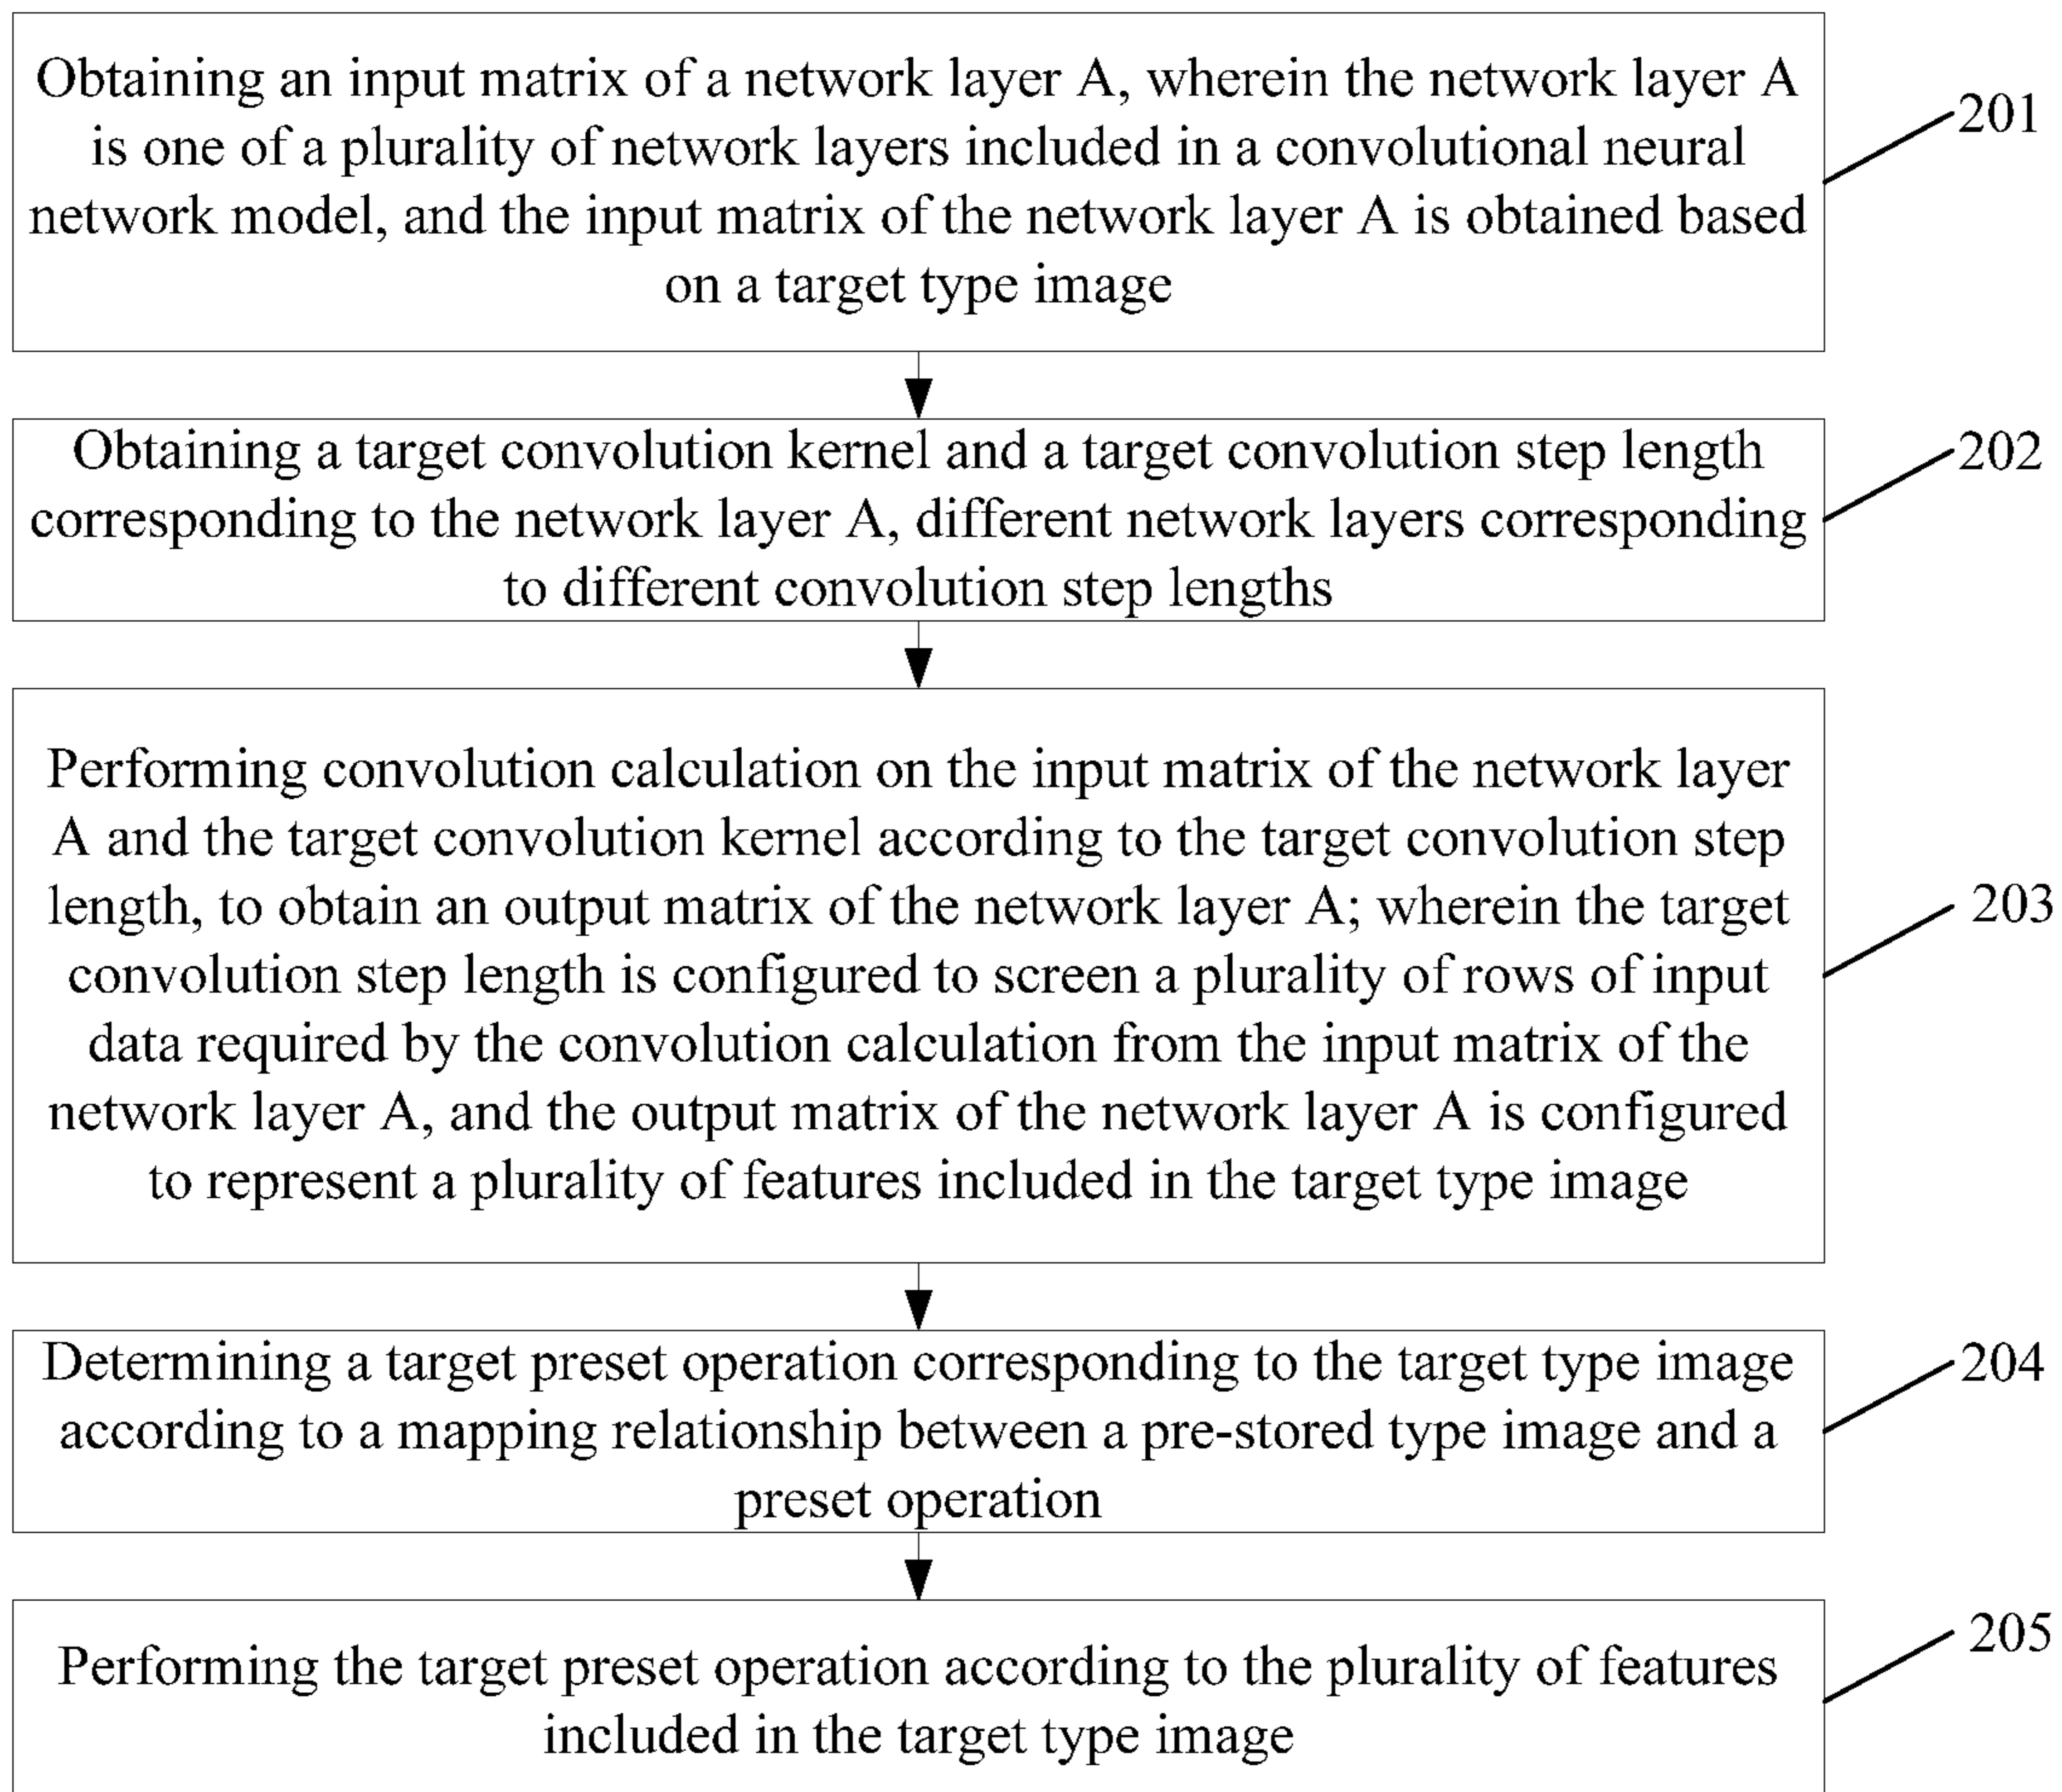 Obtaining an input matrix of a network layer A, wherein the network layer A
is one of a plurality of network layers included in a convolutional neural
network model, and the input matrix of the network layer A is obtained based
on a target type image
201
Obtaining a target convolution kernel and a target convolution step length
corresponding to the network layer A, different network layers corresponding
to different convolution step lengths
202
Performing convolution calculation on the input matrix of the network layer
A and the target convolution kernel according to the target convolution step
length, to obtain an output matrix of the network layer A; wherein the target
convolution step length is configured to screen a plurality of rows of input
data required by the convolution calculation from the input matrix of the
network layer A, and the output matrix of the network layer A is configured
to represent a plurality of features included in the target type image
203
Determining a target preset operation corresponding to the target type image
according to a mapping relationship between a pre-stored type image and a
preset operation
204
Performing the target preset operation according to the plurality of features
included in the target type image
205